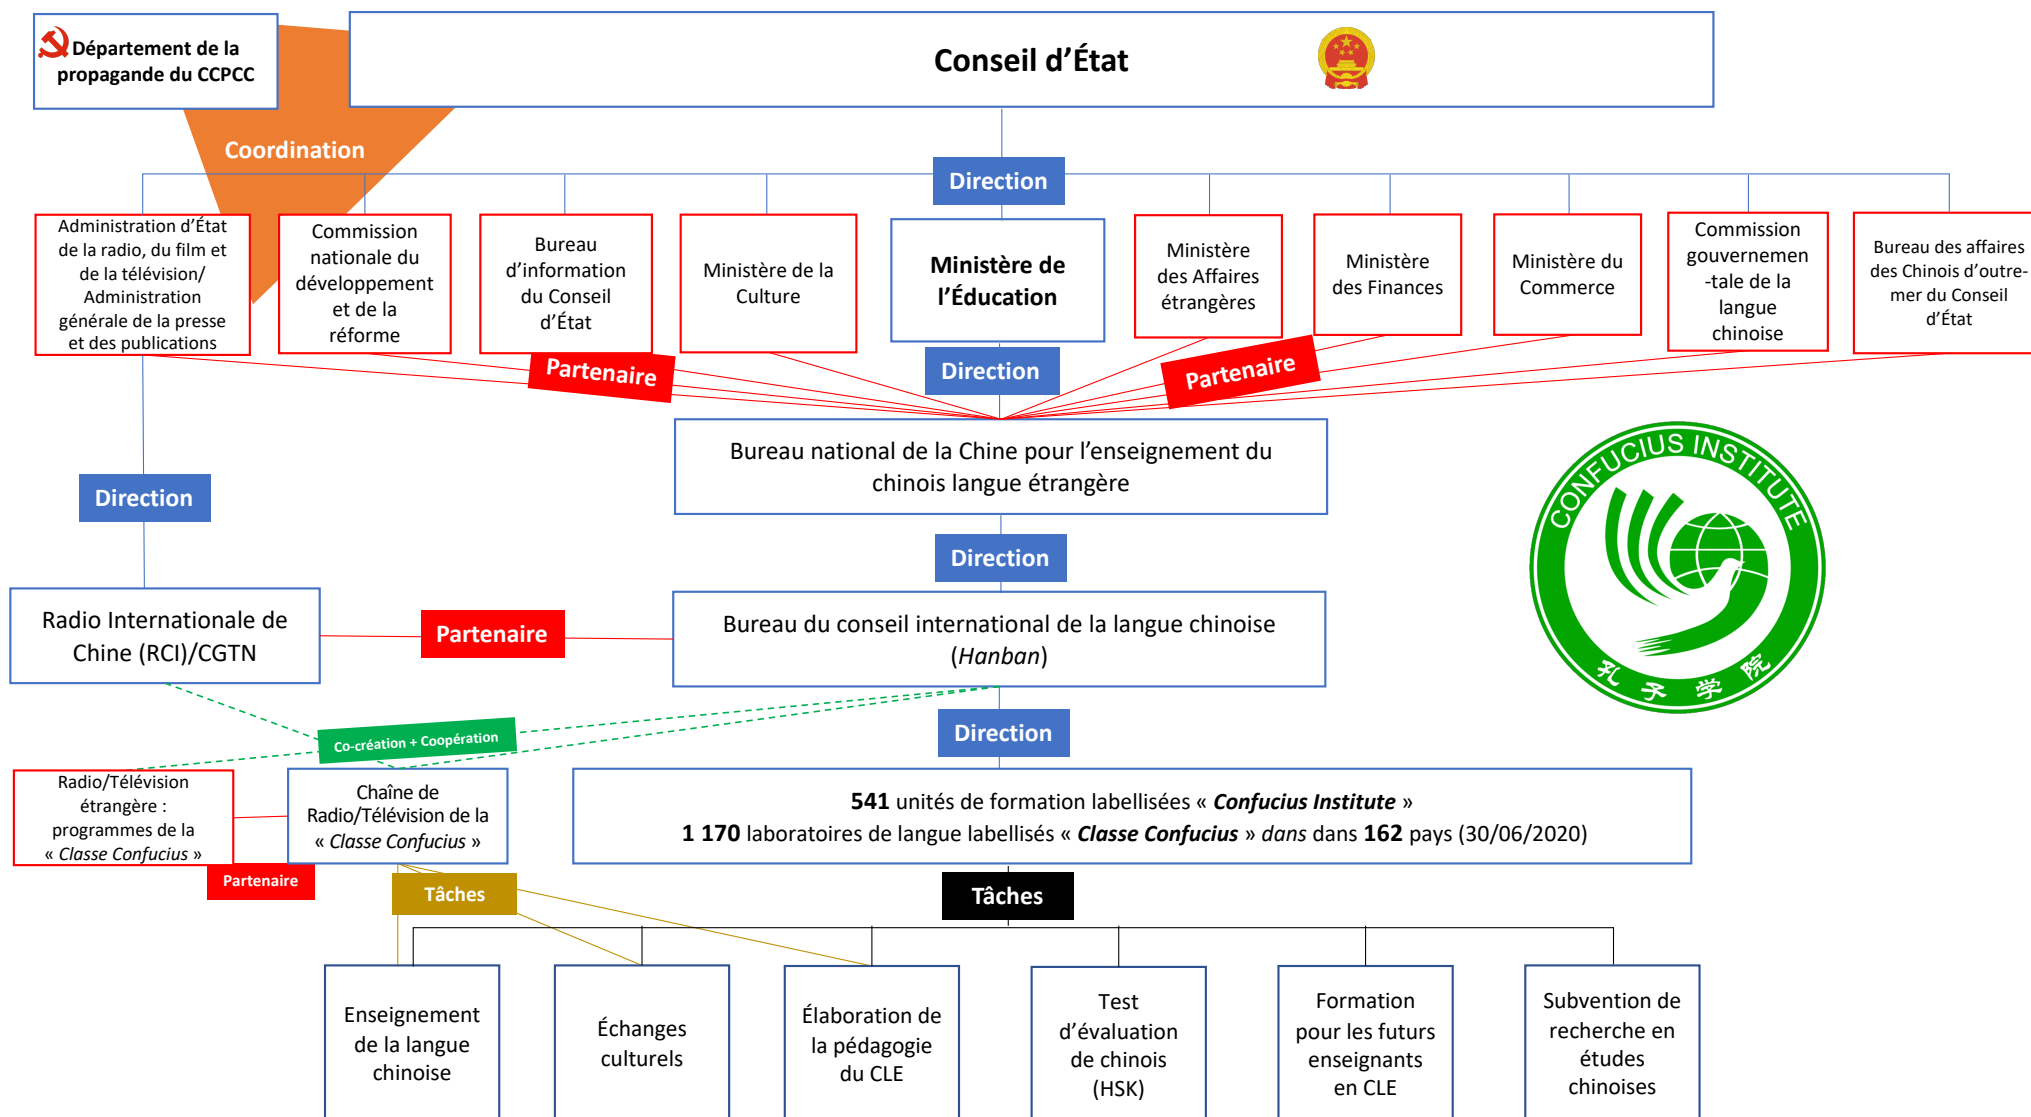 Département de la
propagande du CCPCC
Conseil d'État
Coordination
Direction
Administration d'État
de la radio, du film et
de la télévision/
Administration
générale de la presse
et des publications
Commission
nationale du
développement
et de la
réforme
Bureau
d'information
du Conseil
d'État
Ministère de la
Culture
Ministère de
l'Éducation
Ministère
des Affaires
étrangères
Ministère
des Finances
Ministère du
Commerce
Commission
gouvernemen
-tale de la
langue
chinoise
Bureau des affaires
des Chinois d'outre-
mer du Conseil
d'État
Partenaire
Direction
Partenaire
Bureau national de la Chine pour l'enseignement du
chinois langue étrangère
CONFUCIUS INSTITUTE
孔子学院
Direction
Direction
Radio Internationale de
Chine (RCI)/CGTN
Partenaire
Bureau du conseil international de la langue chinoise
(Hanban)
Co-création + Coopération
Direction
Radio/Télévision
étrangère :
programmes de la
« Classe Confucius »
Chaîne de
Radio/Télévision de la
« Classe Confucius »
541 unités de formation labellisées « Confucius Institute »
1 170 laboratoires de langue labellisés « Classe Confucius » dans dans 162 pays (30/06/2020)
Partenaire
Tâches
Tâches
Enseignement
de la langue
chinoise
Échanges
culturels
Élaboration de
la pédagogie
du CLE
Test
d'évaluation
de chinois
(HSK)
Formation
pour les futurs
enseignants
en CLE
Subvention de
recherche en
études
chinoises